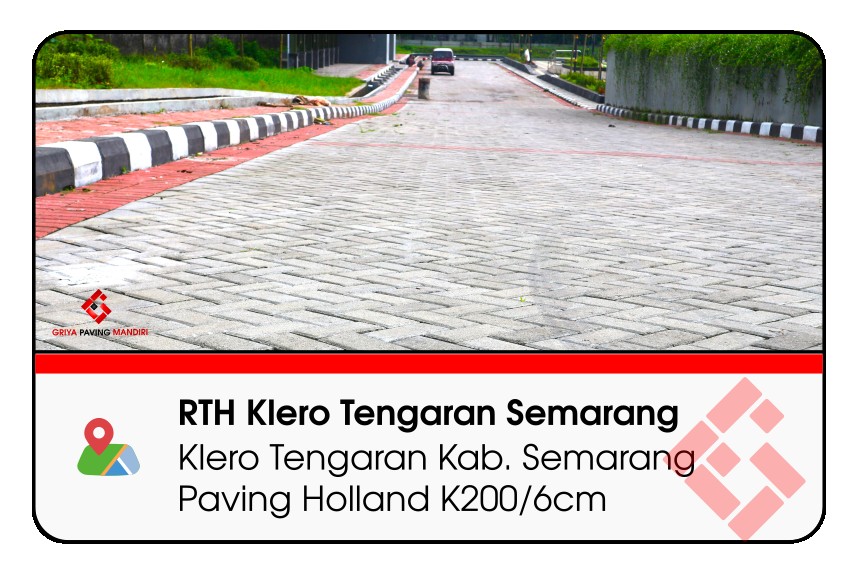 GRIYA PAVING MANDIRI
RTH Klero Tengaran Semarang
Klero Tengaran Kab. Semarang
Paving Holland K200/6cm